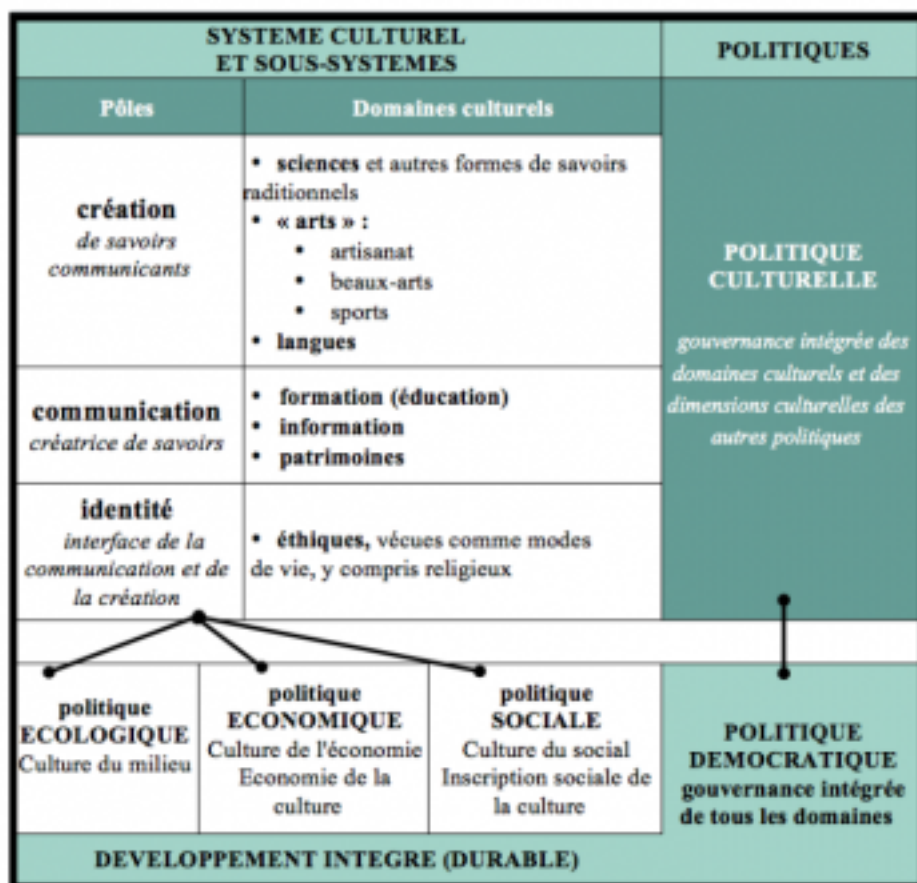 SYSTEME CULTUREL
ET SOUS-SYSTEMES
POLITIQUES
Pôles
Domaines culturels
création
de savoirs
communicants
• sciences et autres formes de savoirs
raditionnels
• « arts » :
• artisanat
• beaux-arts
• sports
• langues
communication
créatrice de savoirs
• formation (éducation)
• information
• patrimoines
identité
interface de la
communication et de
la création
• éthiques, vécues comme modes
de vie, y compris religieux
POLITIQUE
CULTURELLE
gouvernance intégrée des
domaines culturels et des
dimensions culturelles des
autres politiques
politique
ECOLOGIQUE
Culture du milieu
politique
ECONOMIQUE
Culture de l'économie
Economie de la
culture
politique
SOCIALE
Culture du social
Inscription sociale de
la culture
POLITIQUE
DEMOCRATIQUE
gouvernance intégrée
de tous les domaines
DEVELOPPEMENT INTEGRE (DURABLE)